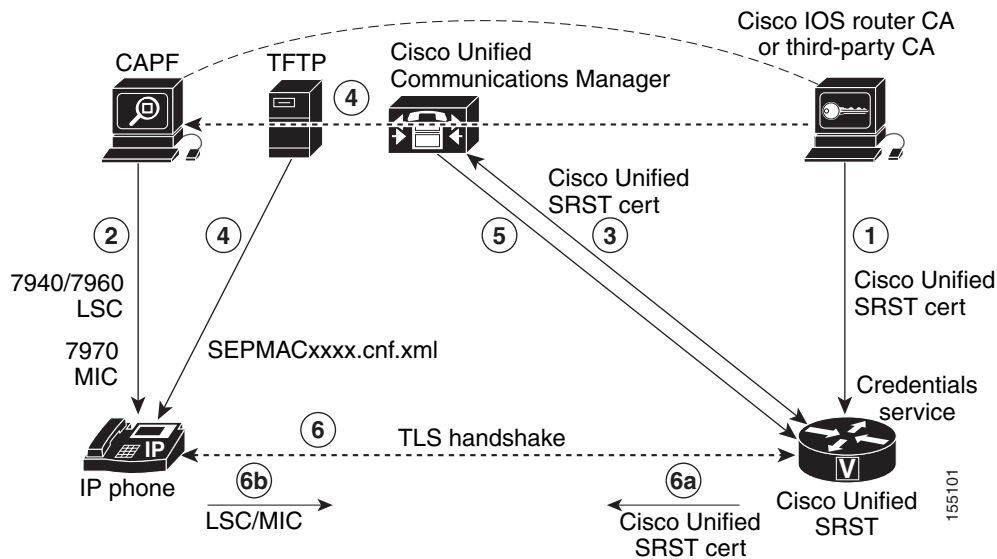 Cisco IOS router CA
or third-party CA
CAPF
TFTP
Cisco Unified
Communications Manager
4
Cisco Unified
SRST cert
2
4
5
3
1
7940/7960
LSC
Cisco Unified
SRST cert
7970
MIC
SEPMACxxxx.cnf.xml
Credentials
service
6
TLS handshake
IP
V
IP phone
6b
LSC/MIC
6a
Cisco Unified
SRST cert
Cisco Unified
SRST
155101